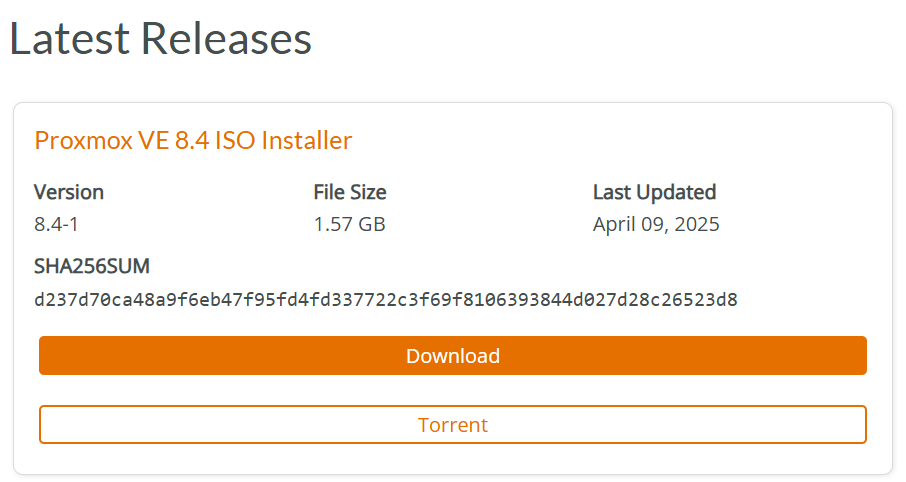 Latest Releases
Proxmox VE 8.4 ISO Installer
Version File Size Last Updated
8.4-1 1.57 GB April 09, 2025
SHA256SUM
d237d70ca48a9f6eb47f95fd4fd337722c3f69f8106393844d027d28c26523d8
Download
Torrent